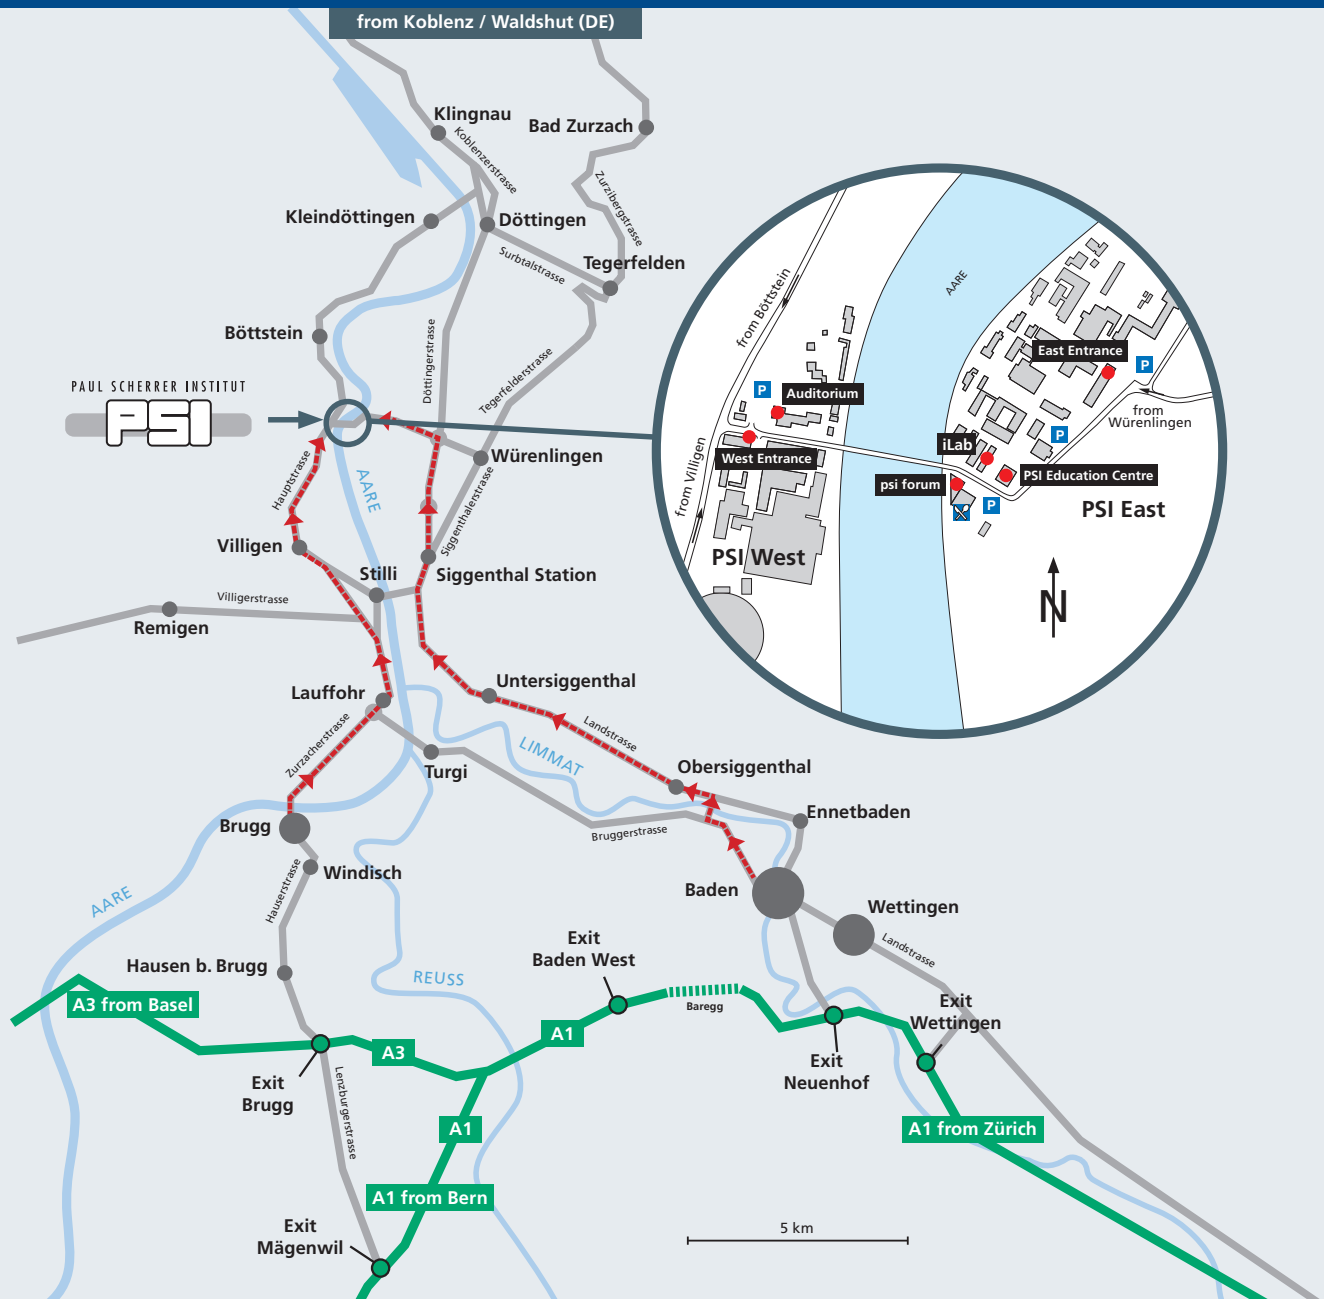 from Koblenz / Waldshut (DE)
Klingnau
Koblenzerstrasse
Bad Zurzach
Zurzibergstrasse
Kleindöttingen
Döttingen
Surbtalstrasse
Tegerfelden
Böttstein
Döttingerstrasse
Tegerfelderstrasse
PAUL SCHERRER INSTITUT
PSI
Hauptstrasse
AARE
Würenlingen
Siggenthalerstrasse
Villigen
Stilli
Siggenthal Station
Villigerstrasse
Remigen
Lauffohr
Untersiggenthal
Landstrasse
Zurzacherstrasse
LIMMAT
Turgi
Obersiggenthal
Ennetbaden
Bruggerstrasse
Brugg
Windisch
Hauserstrasse
AARE
Baden
Wettingen
Landstrasse
Hausen b. Brugg
REUSS
Exit
Baden West
Baregg
Exit
Wettingen
A3 from Basel
A3
A1
Exit
Brugg
Lenzburgerstrasse
Exit
Neuenhof
A1
A1 from Zürich
A1 from Bern
Exit
Mägenwil
5 km
from Böttstein
AARE
East Entrance
P
P
Auditorium
from
Würenlingen
P
iLab
West Entrance
from Villigen
PSI Education Centre
psi forum
P
PSI East
PSI West
N